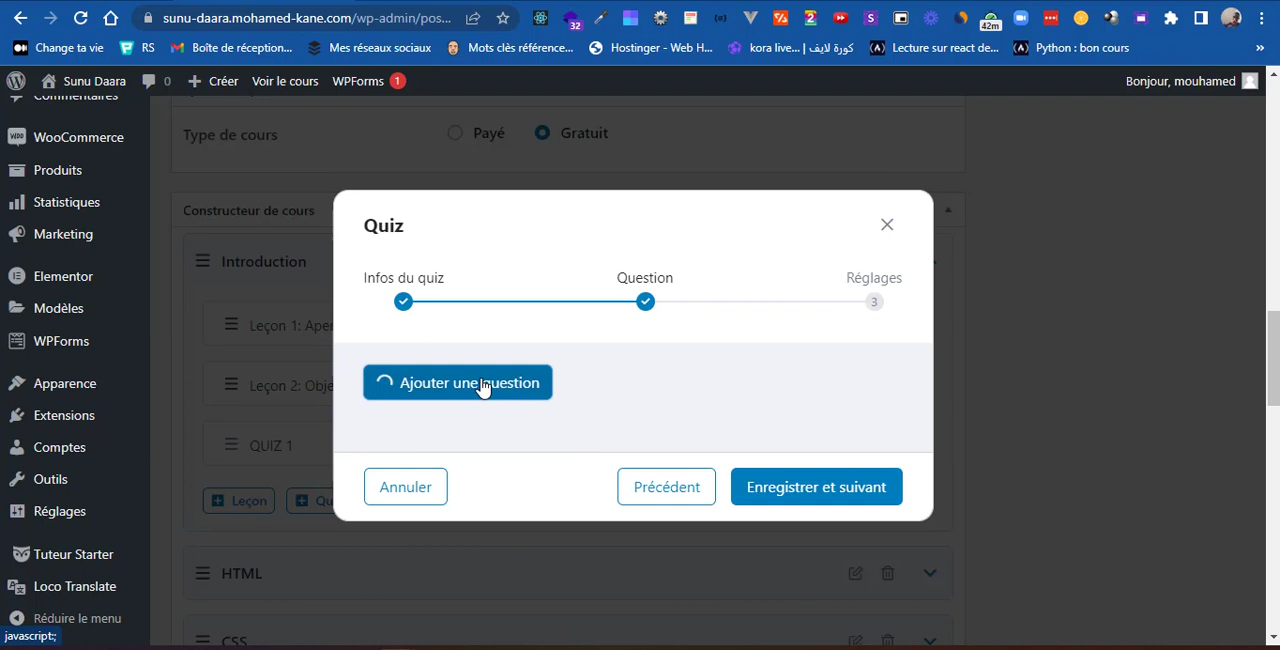 sunu-daara.mohamed-kane.com/wp-admin/pos...
32
42m
Change ta vie
RS
Boîte de réception...
Mes réseaux sociaux
Mots clés référence...
Hostinger - Web H...
kora live... | كورة لايف
Lecture sur react de...
Python : bon cours
»
Sunu Daara
0
Créer
Voir le cours
WPForms
1
Bonjour, mouhamed
Commentaires
WooCommerce
Produits
Statistiques
Marketing
Elementor
Modèles
WPForms
Apparence
Extensions
Comptes
Outils
Réglages
Tuteur Starter
Loco Translate
Réduire le menu
javascript:;
Type de cours
Payé
Gratuit
Constructeur de cours
Introduction
Leçon 1: Aper
Leçon 2: Obje
QUIZ 1
Leçon
Qu
HTML
CSS
Quiz
Infos du quiz
Question
Réglages
3
Ajouter une question
Annuler
Précédent
Enregistrer et suivant